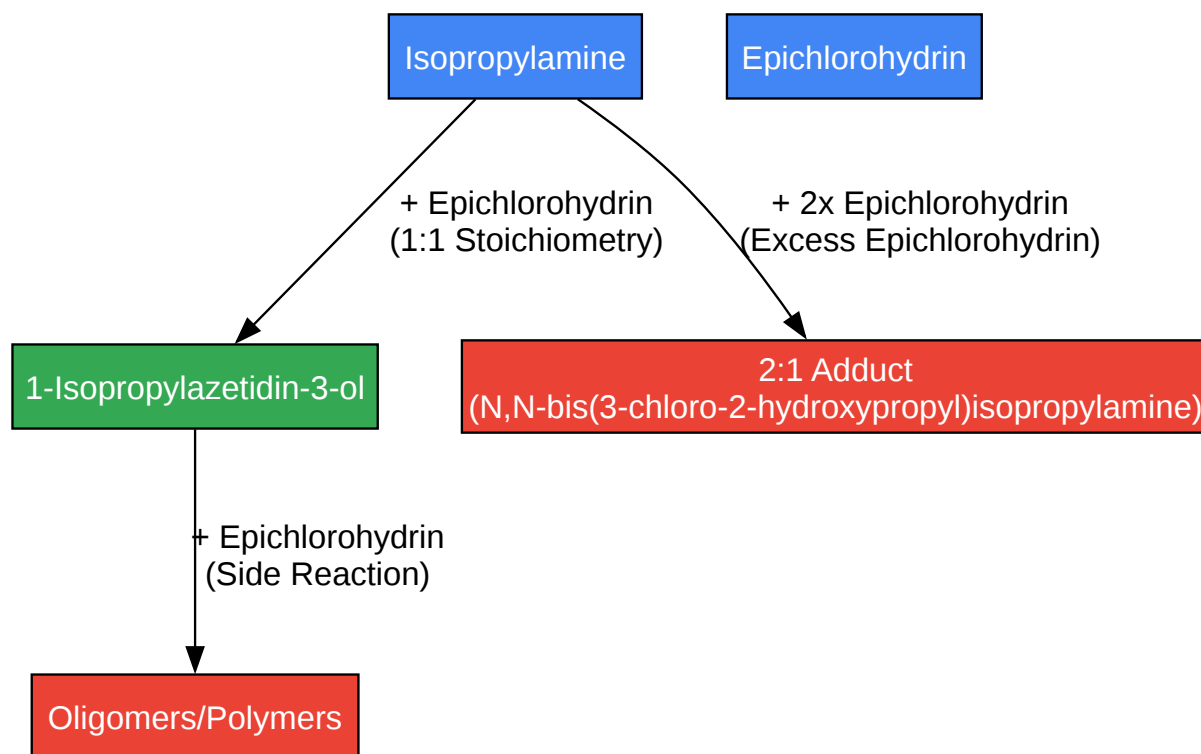 Isopropylamine
Epichlorohydrin
+ Epichlorohydrin
(1:1 Stoichiometry)
+ 2x Epichlorohydrin
(Excess Epichlorohydrin)
1-Isopropylazetidin-3-ol
2:1 Adduct
(N,N-bis(3-chloro-2-hydroxypropyl)isopropylamine)
+ Epichlorohydrin
(Side Reaction)
Oligomers/Polymers